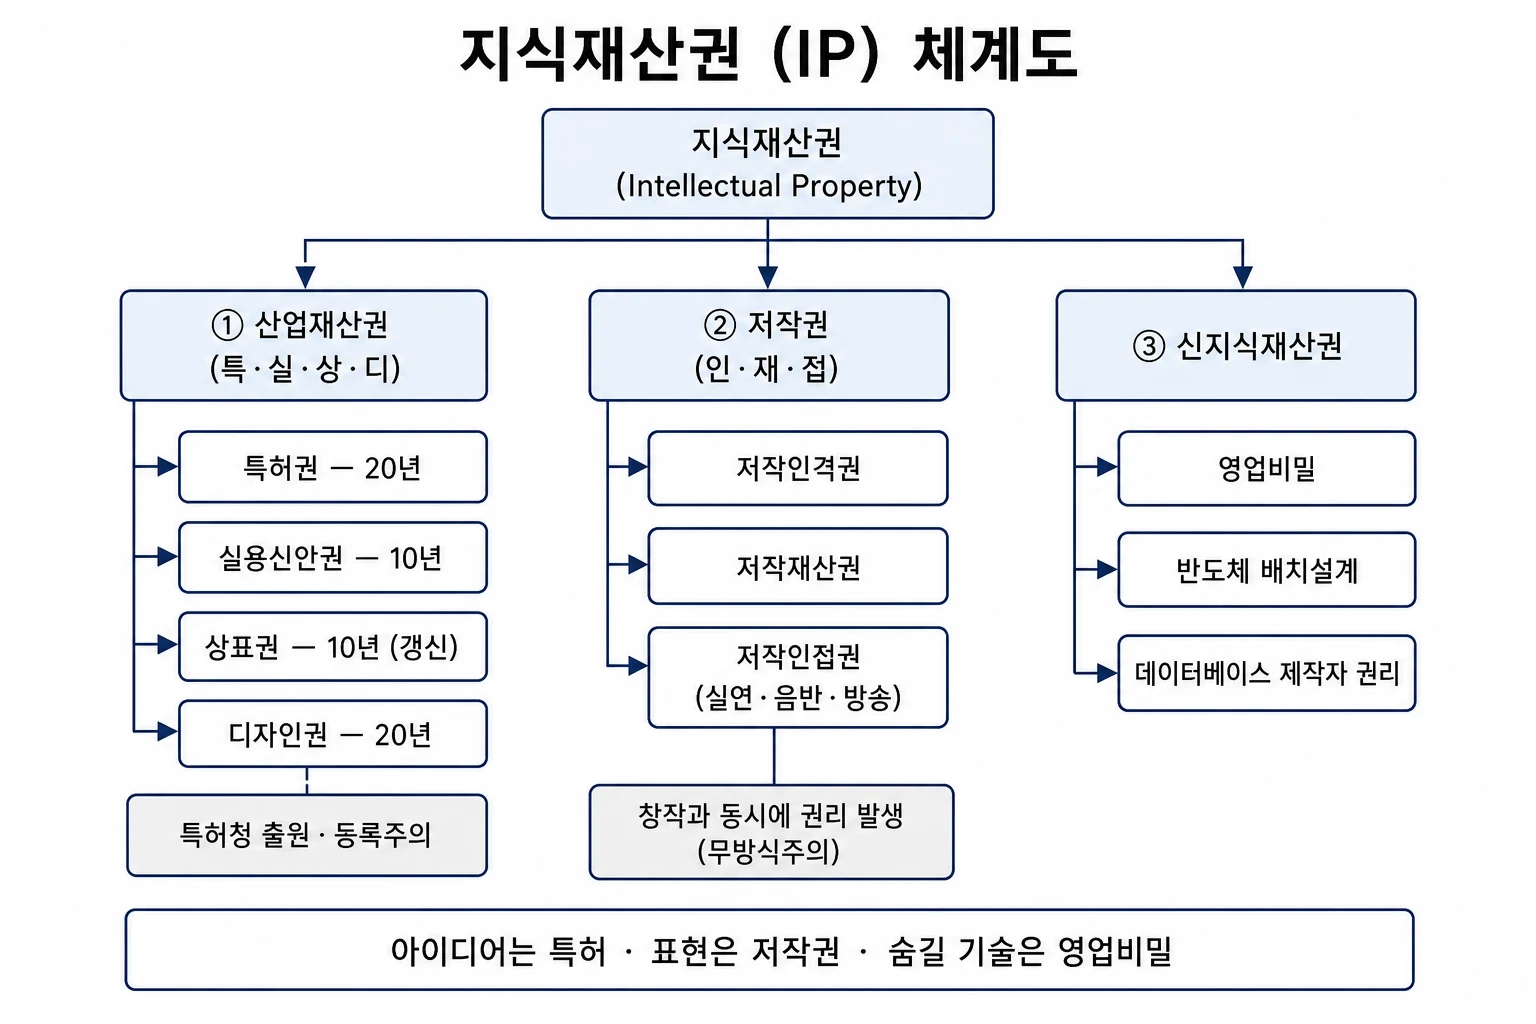 지식재산권 (IP) 체계도
지식재산권
(Intellectual Property)
① 산업재산권
(특 · 실 · 상 · 디)
특허권 — 20년
실용신안권 — 10년
상표권 — 10년 (갱신)
디자인권 — 20년
특허청 출원 · 등록주의
② 저작권
(인 · 재 · 접)
저작인격권
저작재산권
저작인접권
(실연 · 음반 · 방송)
창작과 동시에 권리 발생
(무방식주의)
③ 신지식재산권
영업비밀
반도체 배치설계
데이터베이스 제작자 권리
아이디어는 특허 · 표현은 저작권 · 숨길 기술은 영업비밀